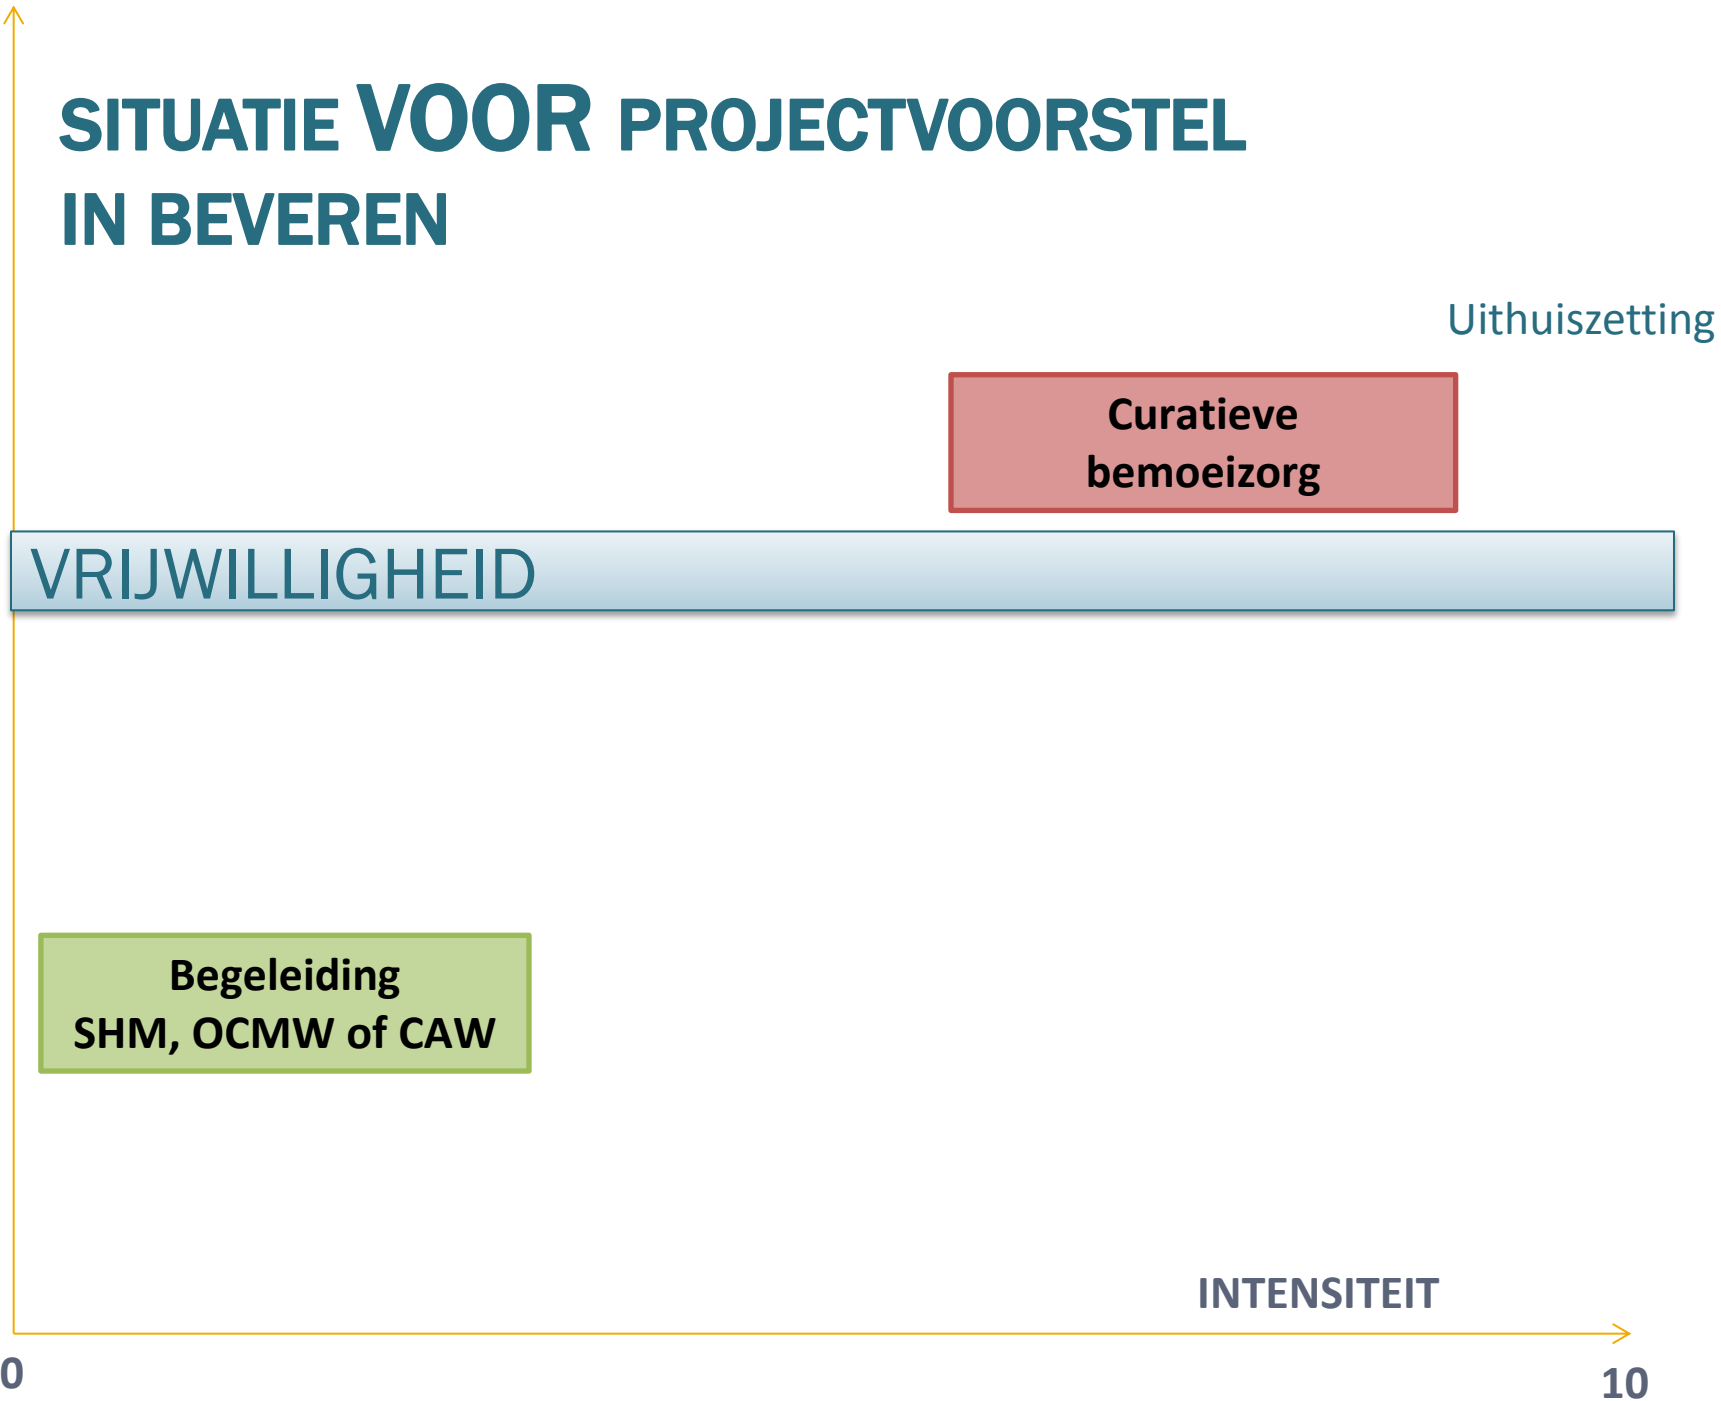 SITUATIE VOOR PROJECTVOORSTEL
IN BEVEREN
Uithuiszetting
Curatieve
bemoeizorg
VRIJWILLIGHEID
Begeleiding
SHM, OCMW of CAW
INTENSITEIT
0
10